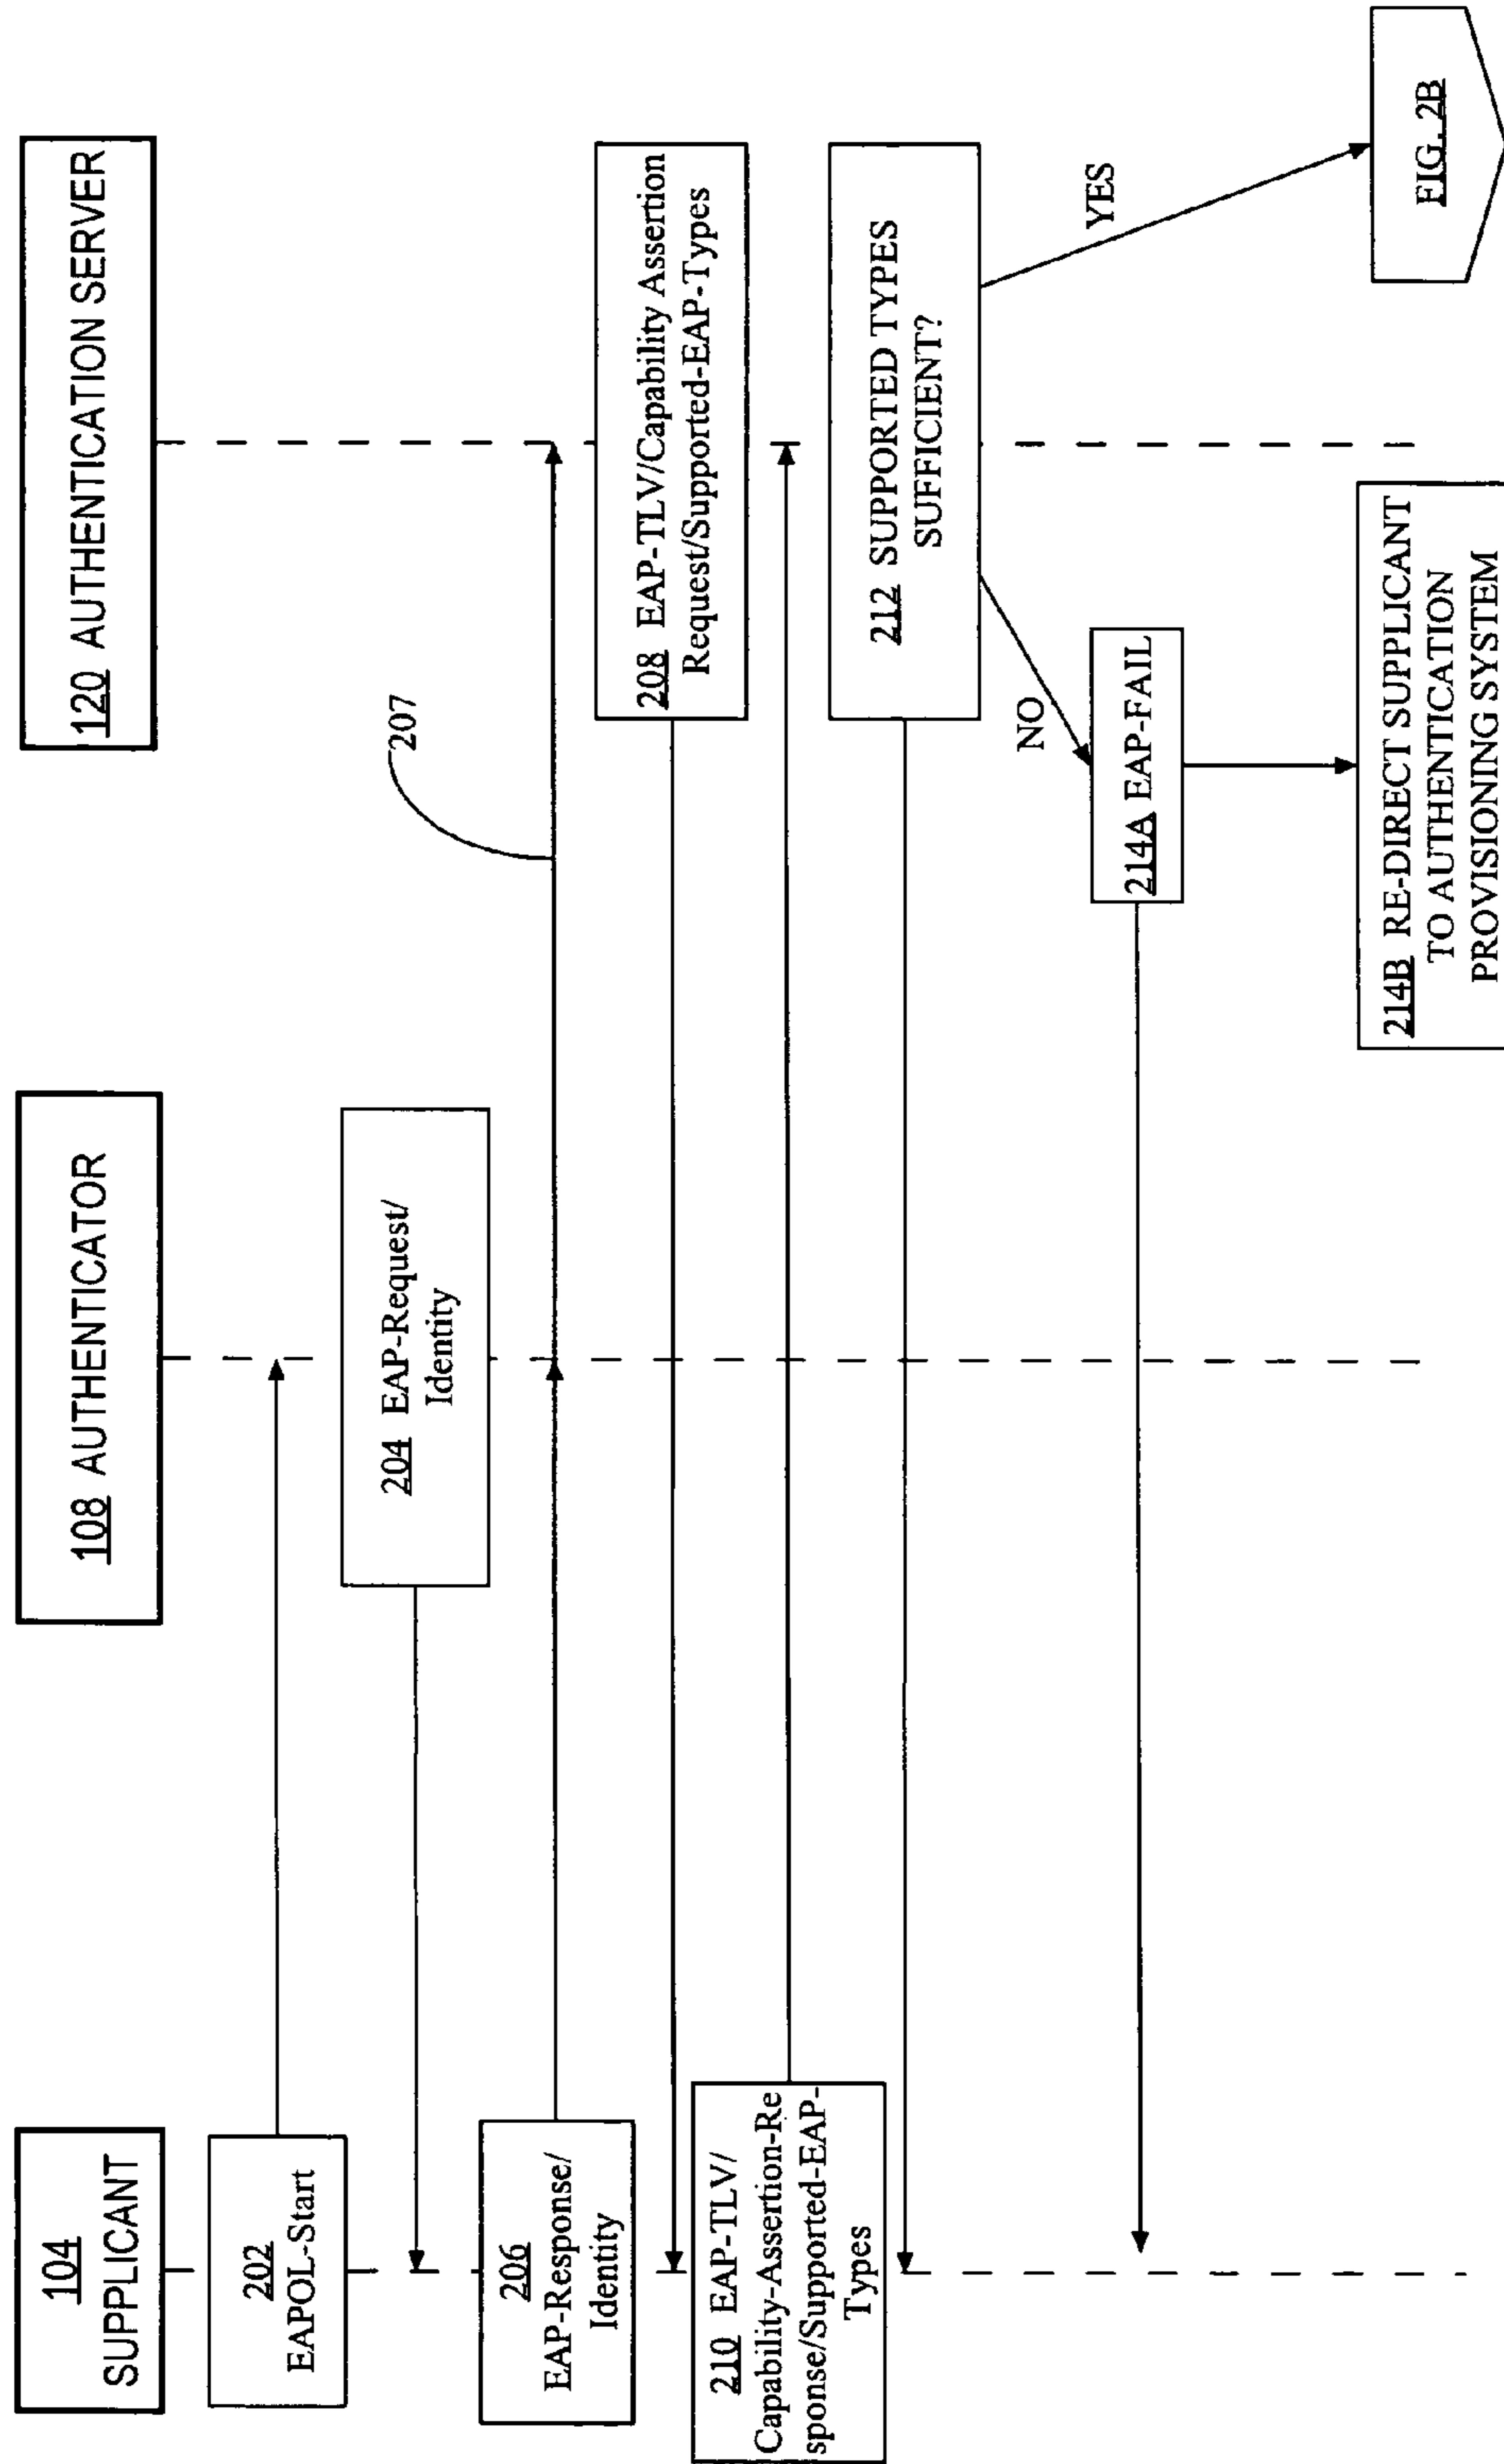 104
SUPPLICANT
108 AUTHENTICATOR
120 AUTHENTICATION SERVER
202
EAPOL-Start
204 EAP-Request/
Identity
206
EAP-Response/
Identity
207
208 EAP-TLV/Capability Assertion
Request/Supported-EAP-Types
210 EAP-TLV/
Capability-Assertion-Re
sponse/Supported-EAP-
Types
212 SUPPORTED TYPES
SUFFICIENT?
NO
YES
214A EAP-FAIL
214B RE-DIRECT SUPPLICANT
TO AUTHENTICATION
PROVISIONING SYSTEM
FIG. 2B